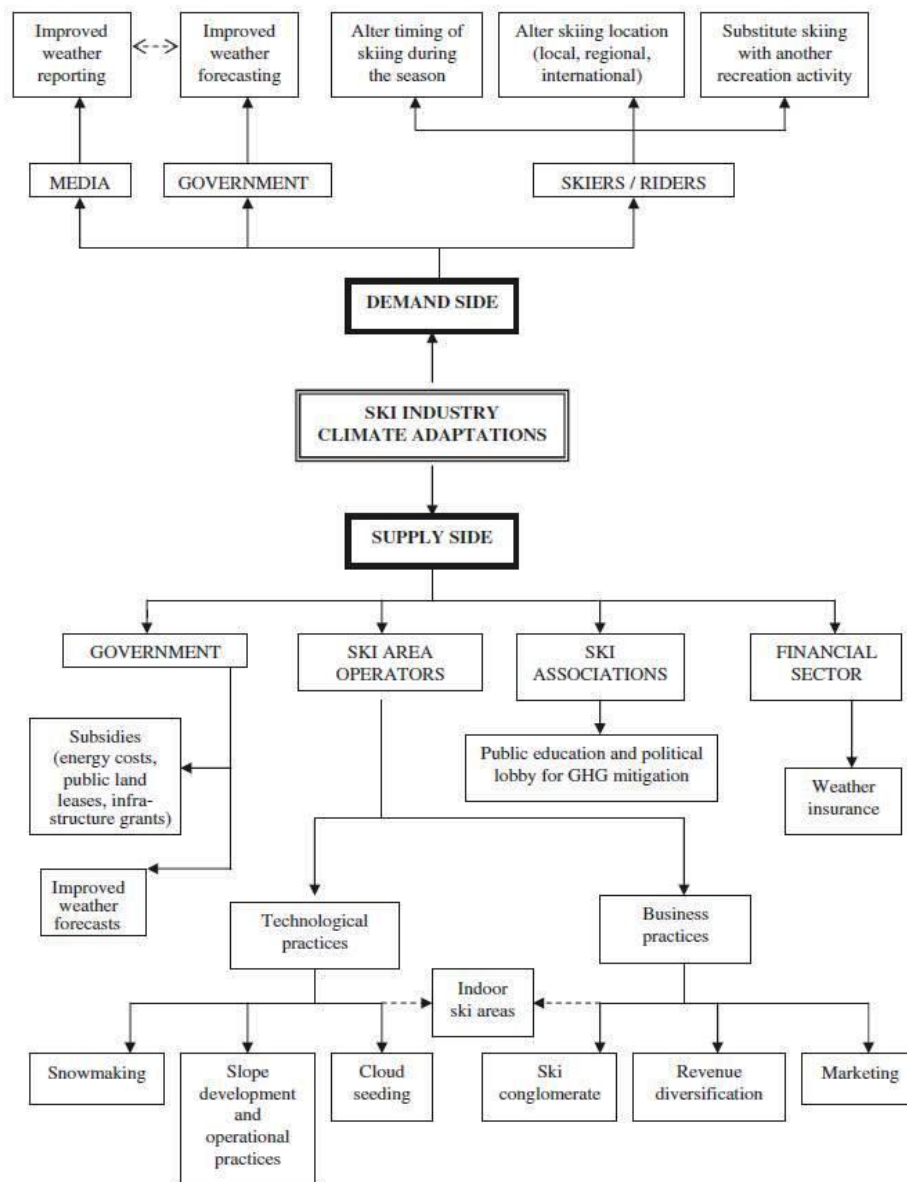 Improved
weather
reporting
Improved
weather
forecasting
Alter timing of
skiing during
the season
Alter skiing location
(local, regional,
international)
Substitute skiing
with another
recreation activity
MEDIA
GOVERNMENT
SKIERS / RIDERS
DEMAND SIDE
SKI INDUSTRY
CLIMATE ADAPTATIONS
SUPPLY SIDE
GOVERNMENT
SKI AREA
OPERATORS
SKI
ASSOCIATIONS
FINANCIAL
SECTOR
Subsidies
(energy costs,
public land
leases, infra-
structure grants)
Public education and political
lobby for GHG mitigation
Weather
insurance
Improved
weather
forecasts
Technological
practices
Business
practices
Indoor
ski areas
Snowmaking
Slope
development
and
operational
practices
Cloud
seeding
Ski
conglomerate
Revenue
diversification
Marketing